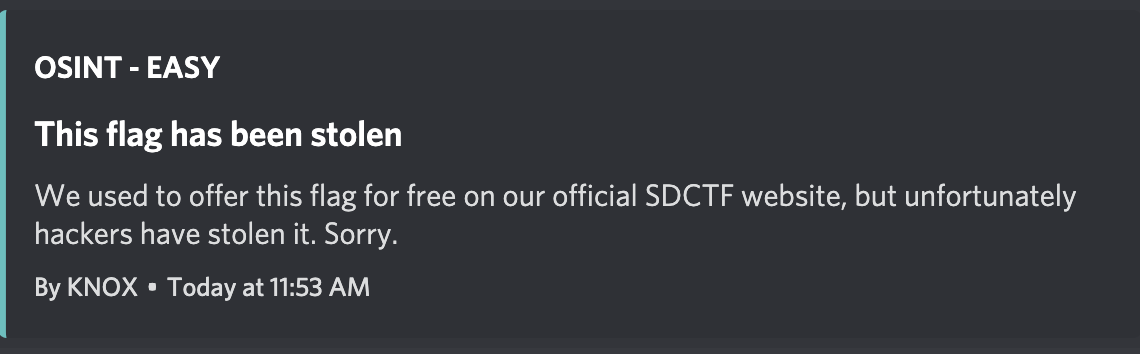 OSINT - EASY
This flag has been stolen
We used to offer this flag for free on our official SDCTF website, but unfortunately
hackers have stolen it. Sorry.
By KNOX • Today at 11:53 AM